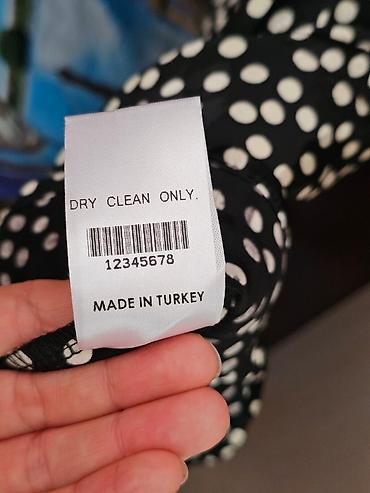 DRY CLEAN ONLY.
12345678
MADE IN TURKEY